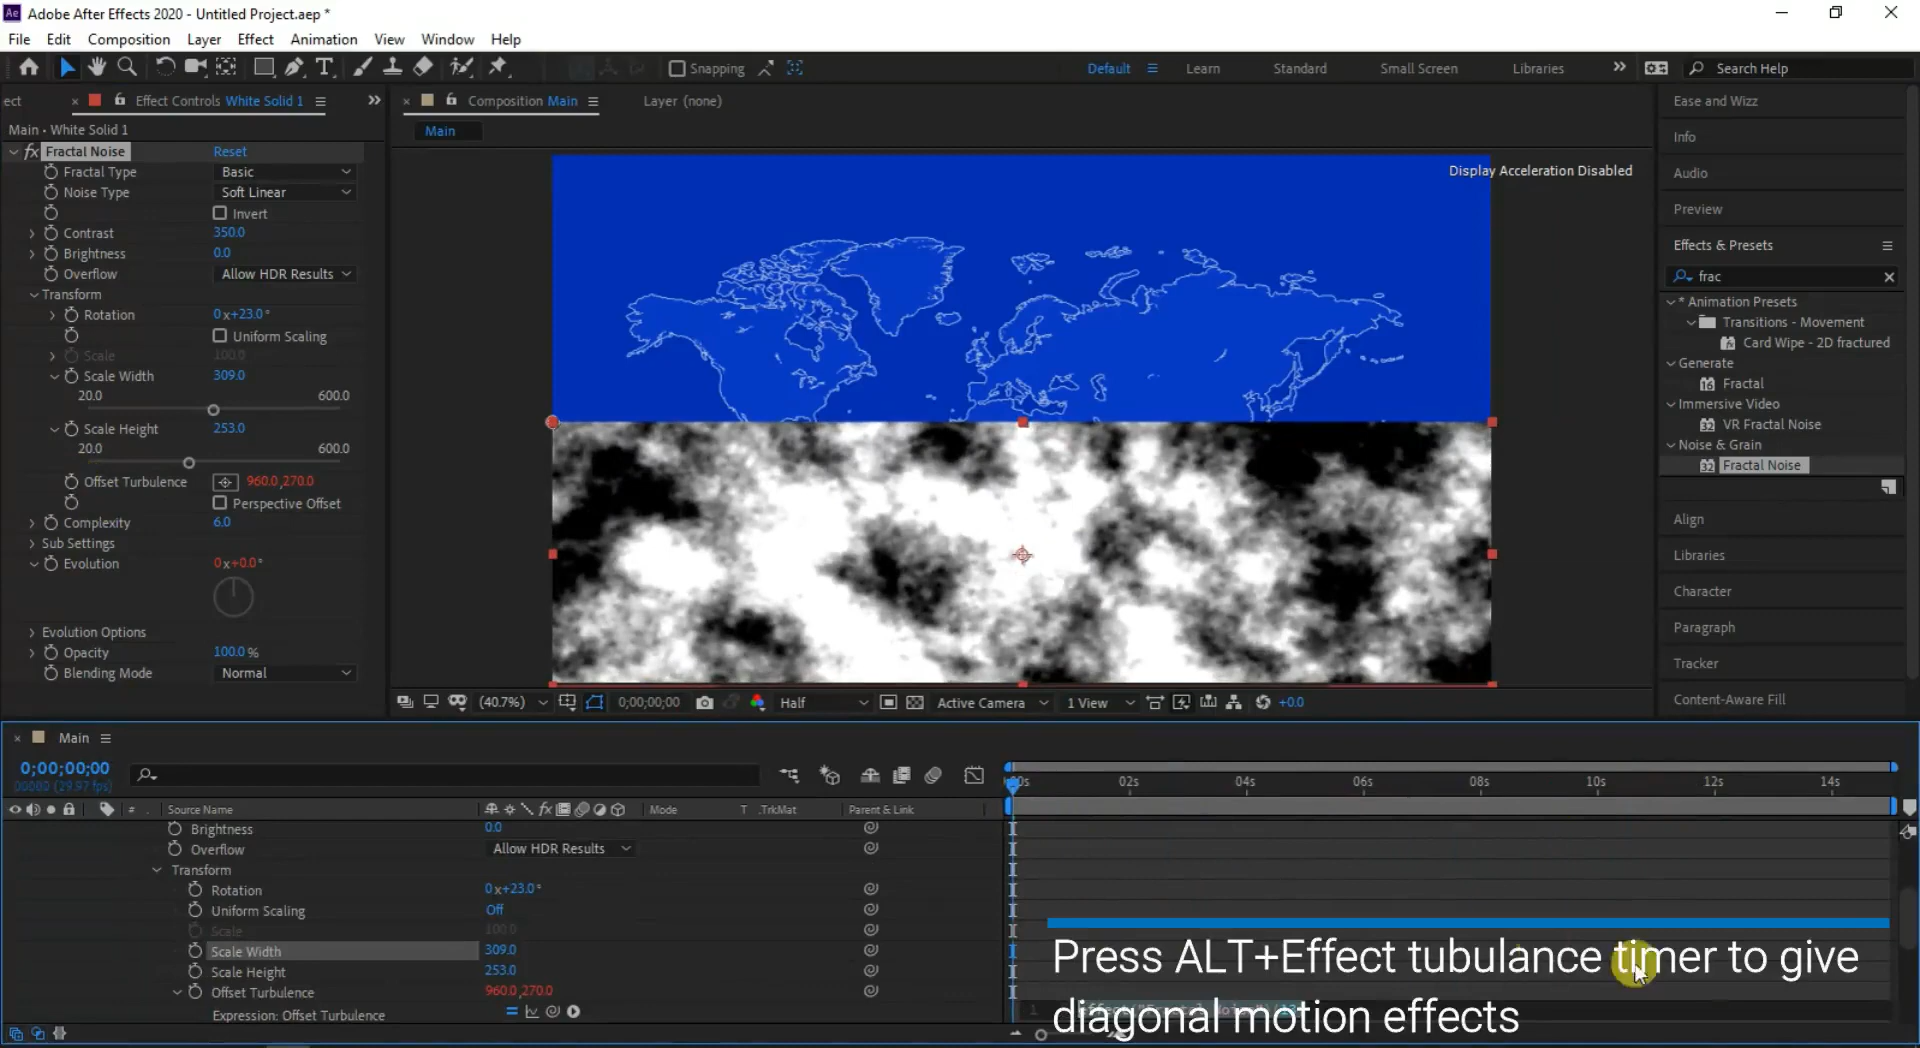 Adobe After Effects 2020 - Untitled Project.aep *
File Edit Composition Layer Effect Animation View Window Help
Snapping Default Learn Standard Small Screen Libraries Search Help
ect Effect Controls White Solid 1
Composition Main Layer (none)
Main
Main • White Solid 1
Fractal Noise Reset
Fractal Type Basic
Noise Type Soft Linear
Invert
Contrast 350.0
Brightness 0.0
Overflow Allow HDR Results
Transform
Rotation 0x+23.0°
Uniform Scaling
Scale 100.0
Scale Width 309.0
20.0 600.0
Scale Height 253.0
20.0 600.0
Offset Turbulence 960.0,270.0
Perspective Offset
Complexity 6.0
Sub Settings
Evolution 0x+0.0°
Evolution Options
Opacity 100.0 %
Blending Mode Normal
Display Acceleration Disabled
(40.7%) 0;00;00;00 Half Active Camera 1 View +0.0
Ease and Wizz
Info
Audio
Preview
Effects & Presets
frac
* Animation Presets
Transitions - Movement
Card Wipe - 2D fractured
Generate
Fractal
Immersive Video
VR Fractal Noise
Noise & Grain
Fractal Noise
Align
Libraries
Character
Paragraph
Tracker
Content-Aware Fill
Main
0;00;00;00
(29.97 fps)
# Source Name Mode T .TrkMat Parent & Link
02s 04s 06s 08s 10s 12s 14s
Brightness 0.0
Overflow Allow HDR Results
Transform
Rotation 0x+23.0°
Uniform Scaling Off
Scale 100.0
Scale Width 309.0
Scale Height 253.0
Offset Turbulence 960.0,270.0
Expression: Offset Turbulence
Press ALT+Effect tubulance timer to give
diagonal motion effects